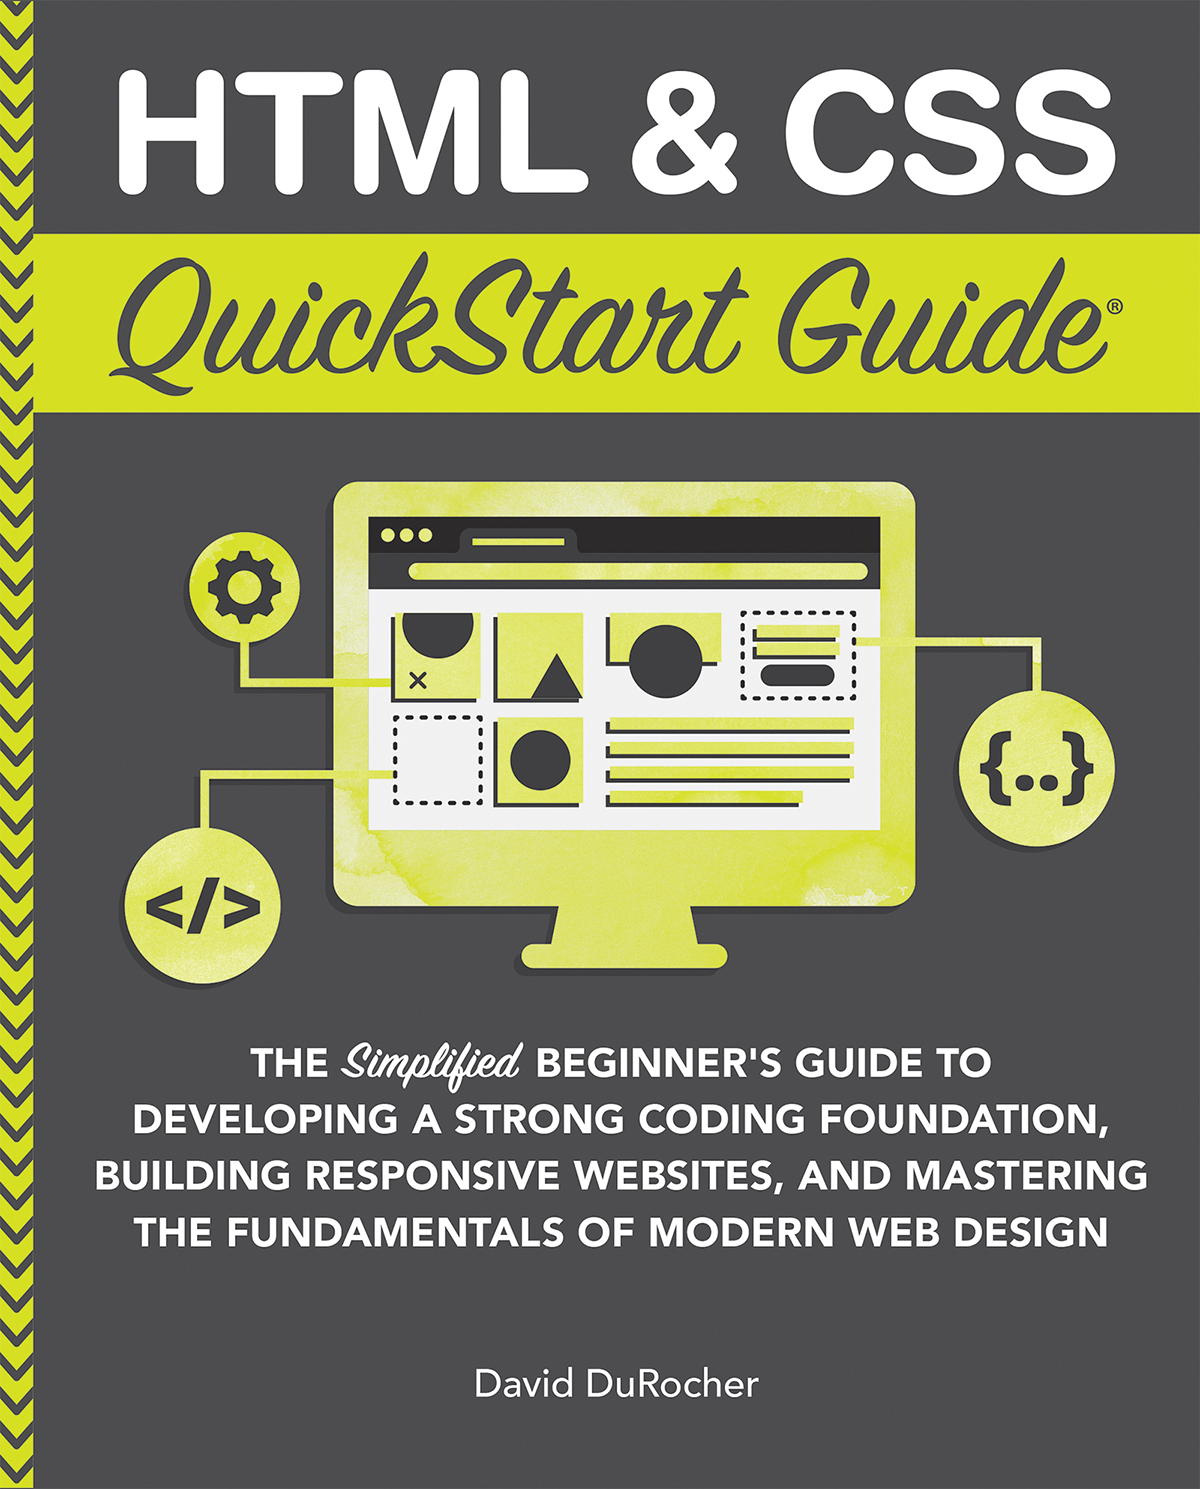 HTML & CSS
QuickStart Guide®
</>
{..}
THE Simplified BEGINNER'S GUIDE TO
DEVELOPING A STRONG CODING FOUNDATION,
BUILDING RESPONSIVE WEBSITES, AND MASTERING
THE FUNDAMENTALS OF MODERN WEB DESIGN
David DuRocher